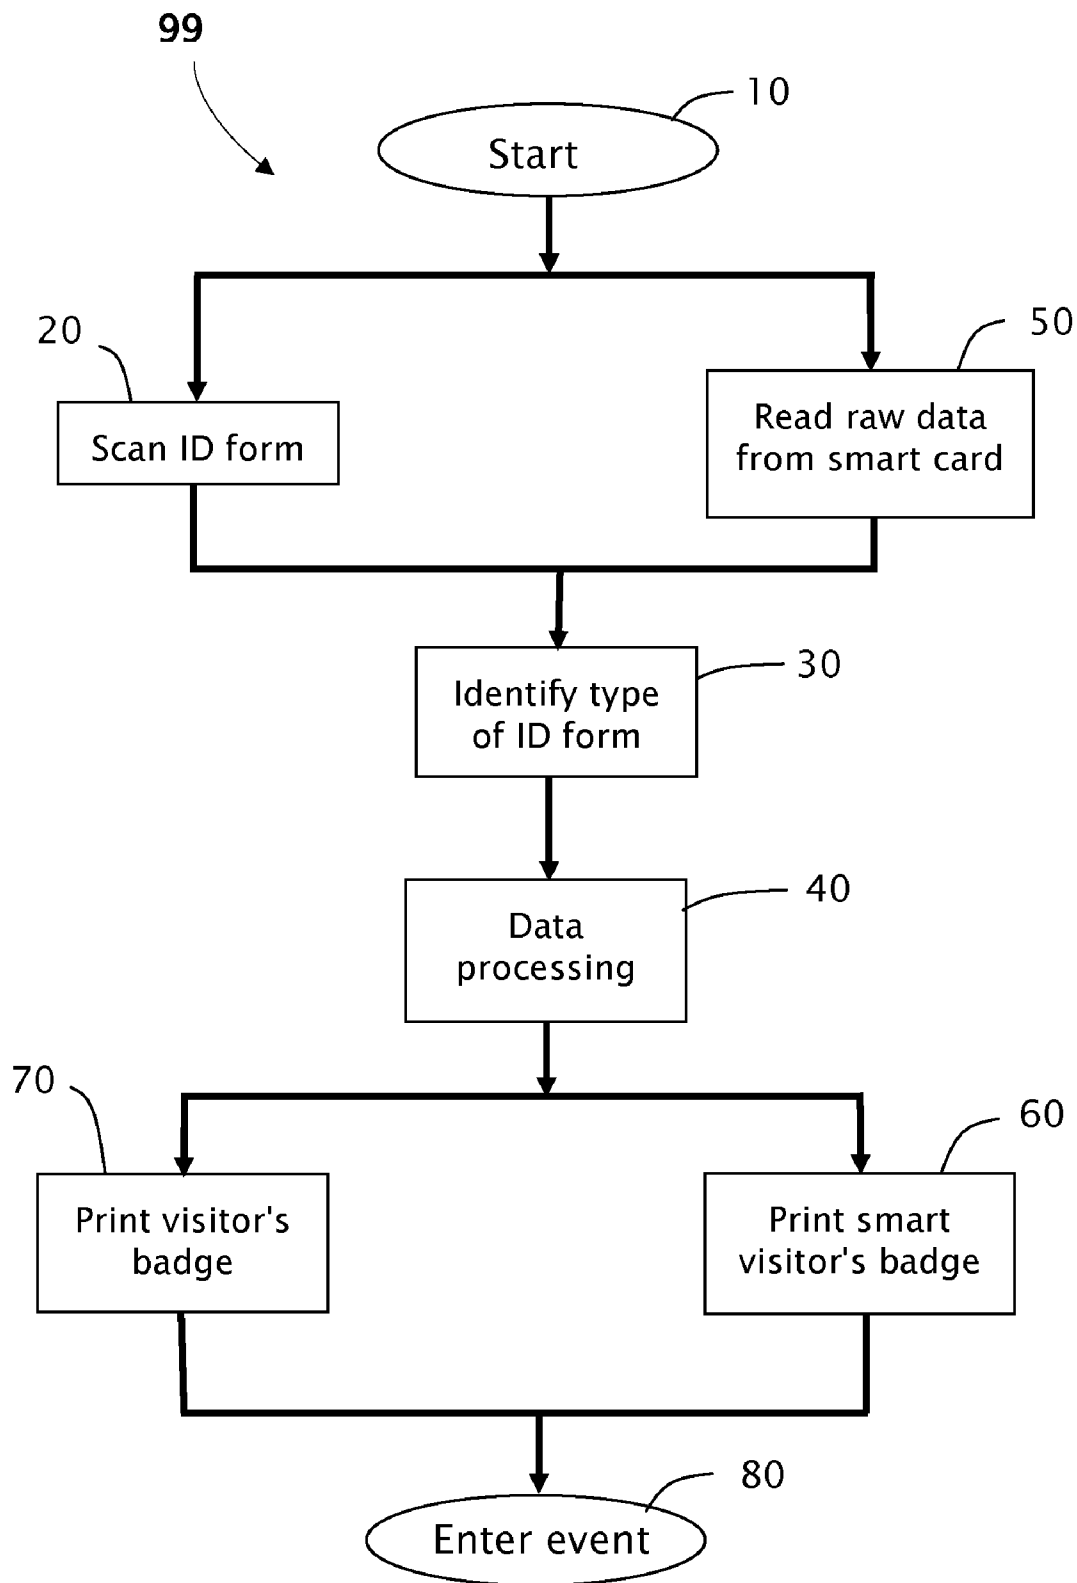 99
10
Start
20
50
Scan ID form
Read raw data
from smart card
30
Identify type
of ID form
40
Data
processing
70
60
Print visitor's
badge
Print smart
visitor's badge
80
Enter event